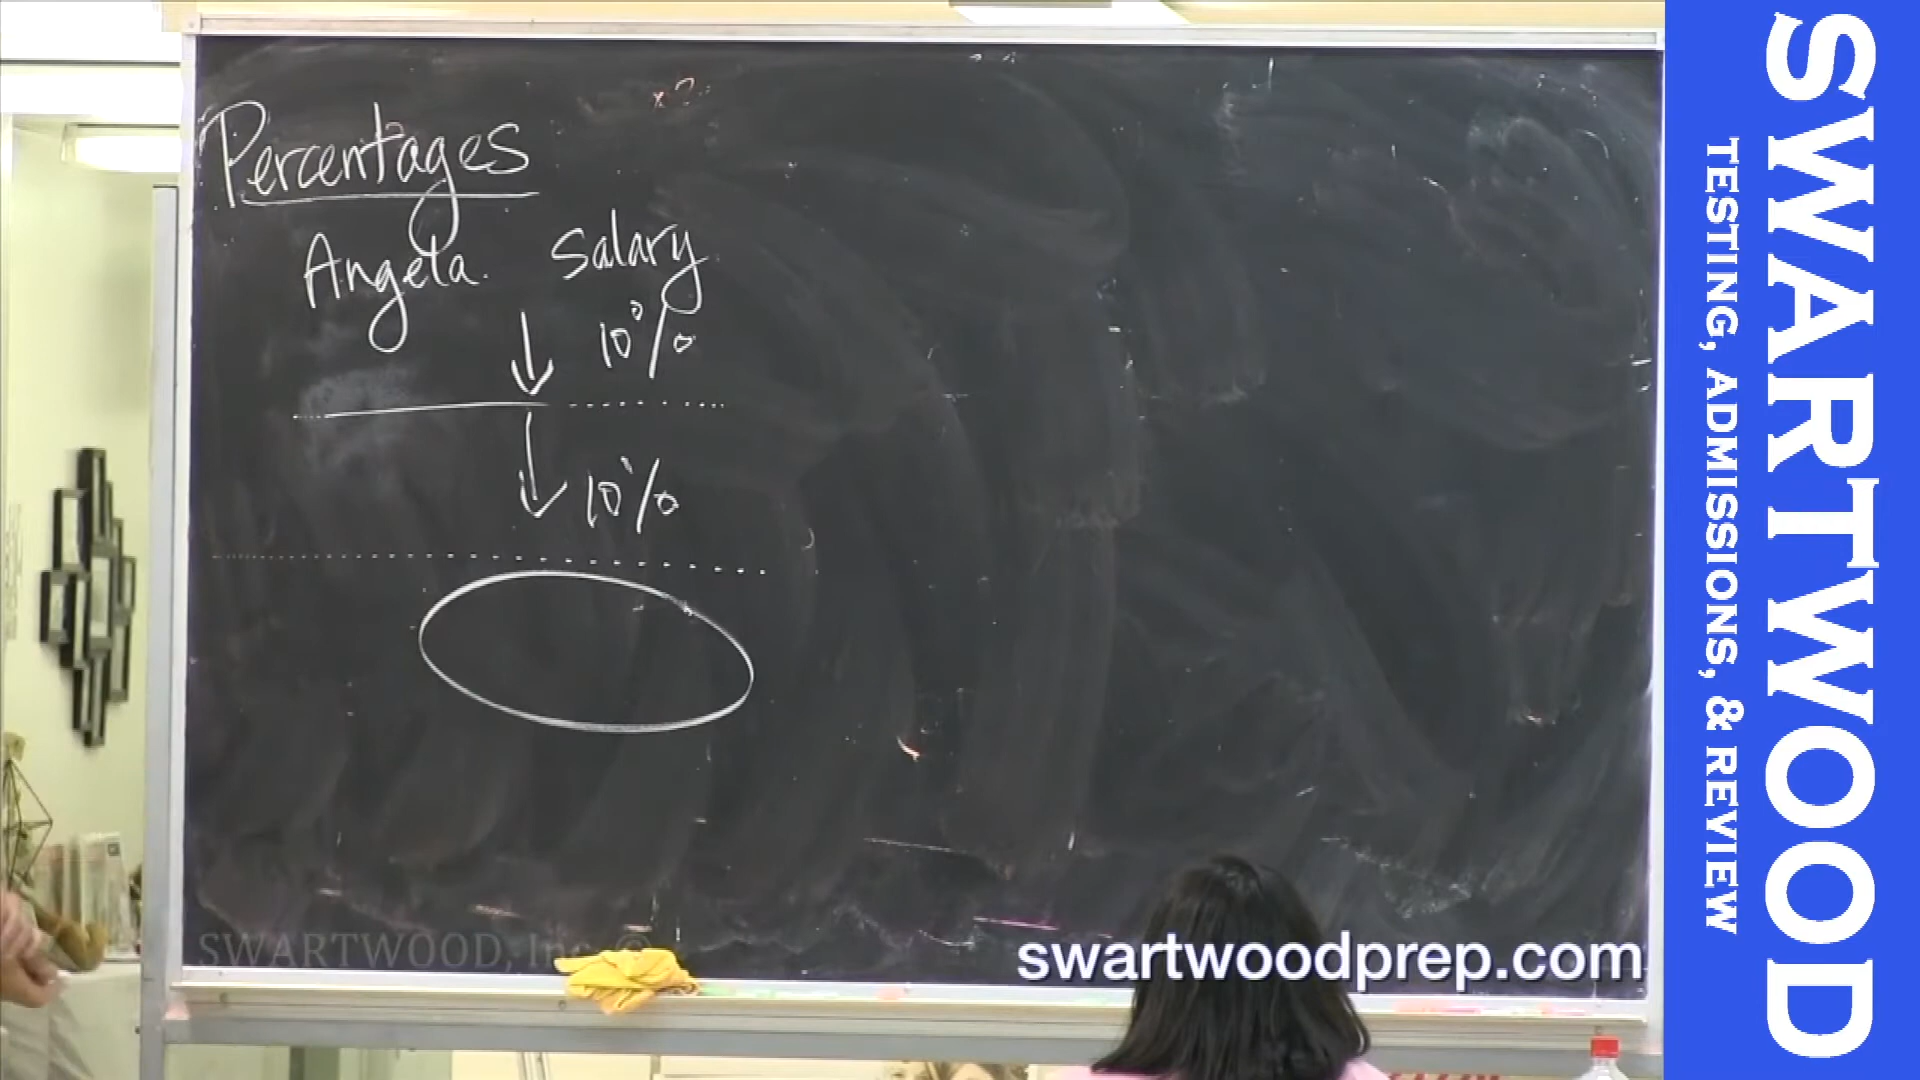 Percentages
Angela. Salary
10%
10%
SWARTWOOD, Inc. ©
swartwoodprep.com
SWARTWOOD
TESTING, ADMISSIONS, & REVIEW